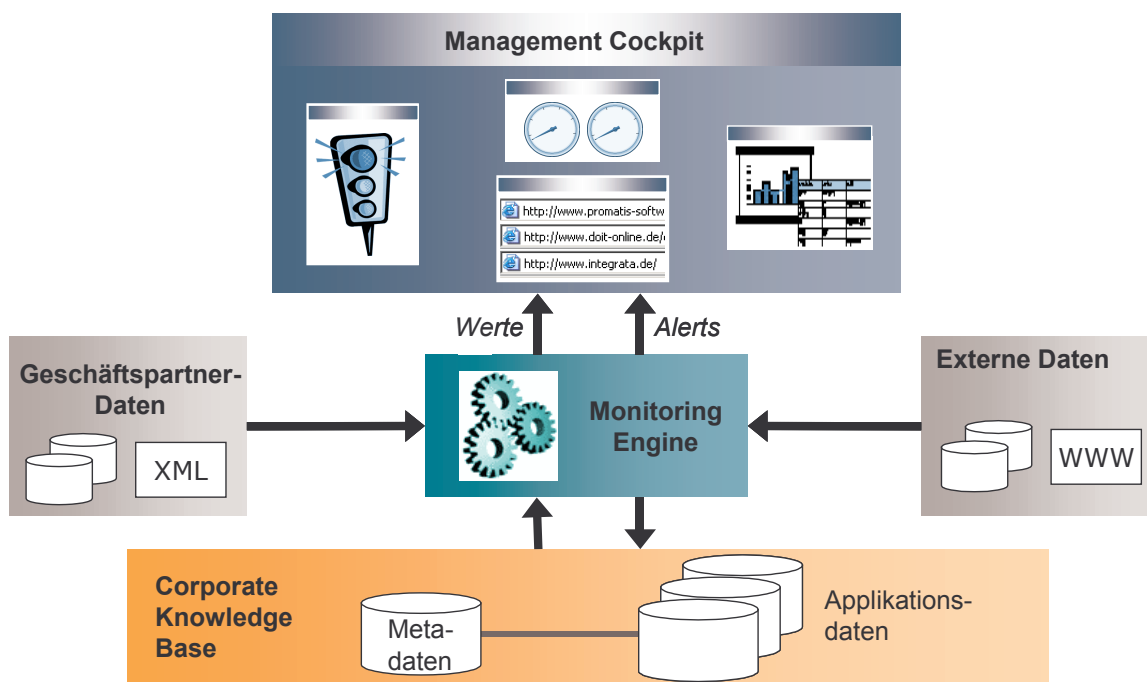 Management Cockpit
http://www.promatis-softw
http://www.doit-online.de/
http://www.integrata.de/
Werte
Alerts
Geschäftspartner-
Daten
XML
Monitoring
Engine
Externe Daten
WWW
Corporate
Knowledge
Base
Meta-
daten
Applikations-
daten